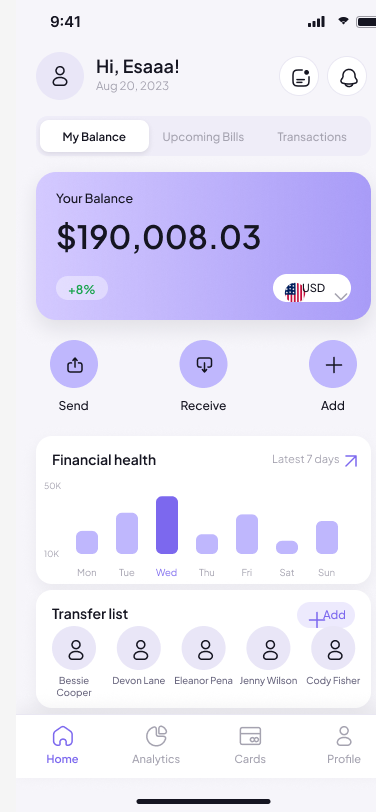 9:41
Hi, Esaaa!
Aug 20, 2023
My Balance Upcoming Bills Transactions
Your Balance
$190,008.03
+8% USD
Send Receive Add
Financial health Latest 7 days
50K
10K
Mon Tue Wed Thu Fri Sat Sun
Transfer list Add
Bessie Cooper Devon Lane Eleanor Pena Jenny Wilson Cody Fisher
Home Analytics Cards Profile